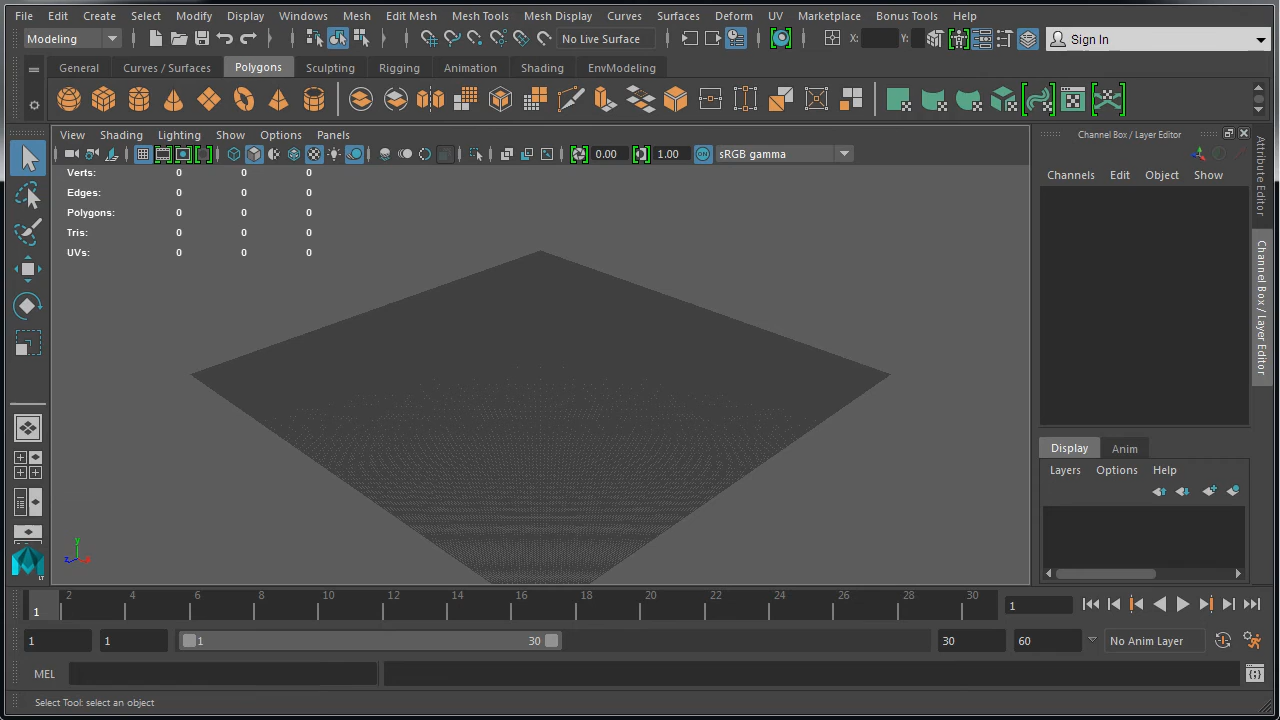 File Edit Create Select Modify Display Windows Mesh Edit Mesh Mesh Tools Mesh Display Curves Surfaces Deform UV Marketplace Bonus Tools Help
Modeling No Live Surface X: Y: Sign In
General Curves / Surfaces Polygons Sculpting Rigging Animation Shading EnvModeling
View Shading Lighting Show Options Panels
0.00 1.00 ON sRGB gamma
Verts: 0 0 0
Edges: 0 0 0
Polygons: 0 0 0
Tris: 0 0 0
UVs: 0 0 0
y
z
LT
Channel Box / Layer Editor
Channels Edit Object Show
Attribute Editor
Channel Box / Layer Editor
Display Anim
Layers Options Help
1 2 4 6 8 10 12 14 16 18 20 22 24 26 28 30 1
1 1 1 30 30 60 No Anim Layer
MEL
Select Tool: select an object